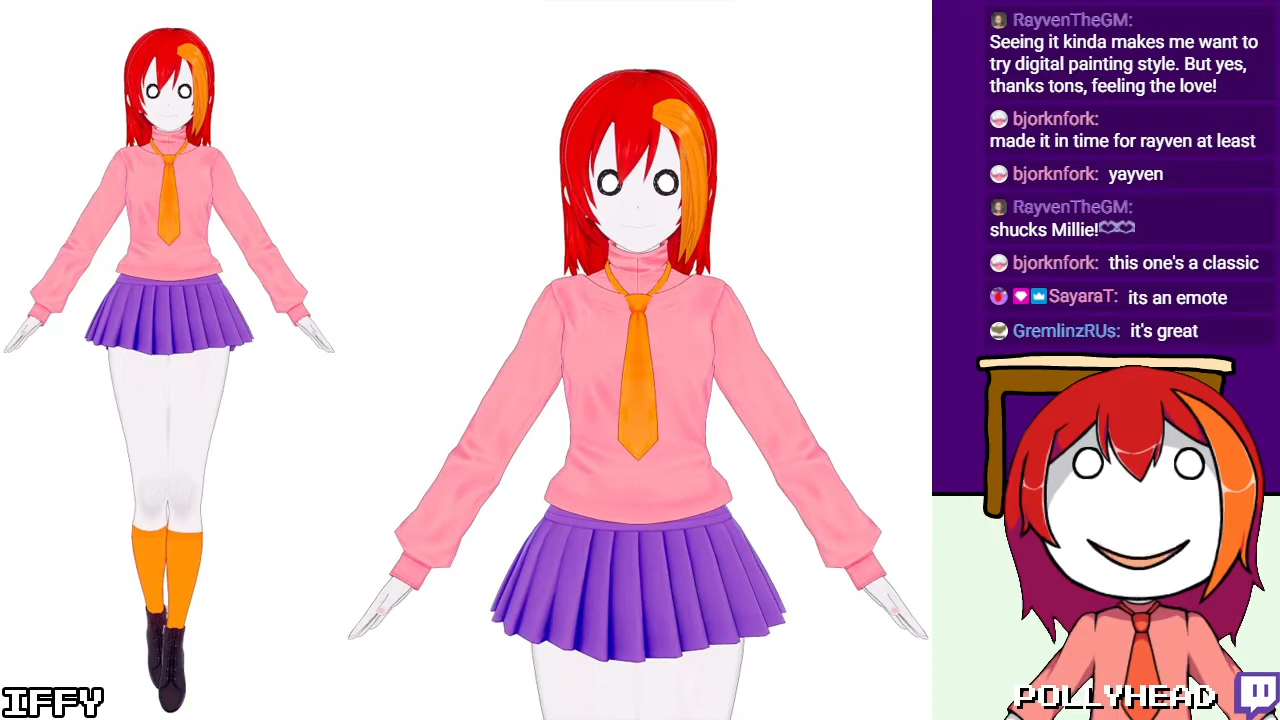 RayvenTheGM:
Seeing it kinda makes me want to
try digital painting style. But yes,
thanks tons, feeling the love!
bjorknfork:
made it in time for rayven at least
bjorknfork: yayven
RayvenTheGM:
shucks Millie!
bjorknfork: this one's a classic
SayaraT: its an emote
GremlinzRUs: it's great
IFFY
POLLYHEAD